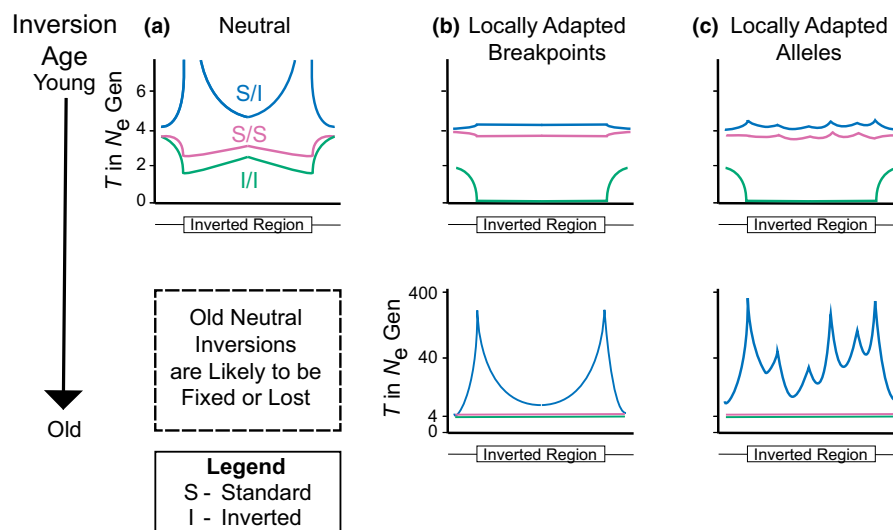 Inversion
Age
Young
Old
(a) Neutral
T in Ne Gen
6
4
2
0
S/I
S/S
I/I
Inverted Region
(b) Locally Adapted
Breakpoints
Inverted Region
(c) Locally Adapted
Alleles
Inverted Region
Old Neutral
Inversions
are Likely to be
Fixed or Lost
T in Ne Gen
400
40
4
0
Inverted Region
Inverted Region
Legend
S - Standard
I - Inverted